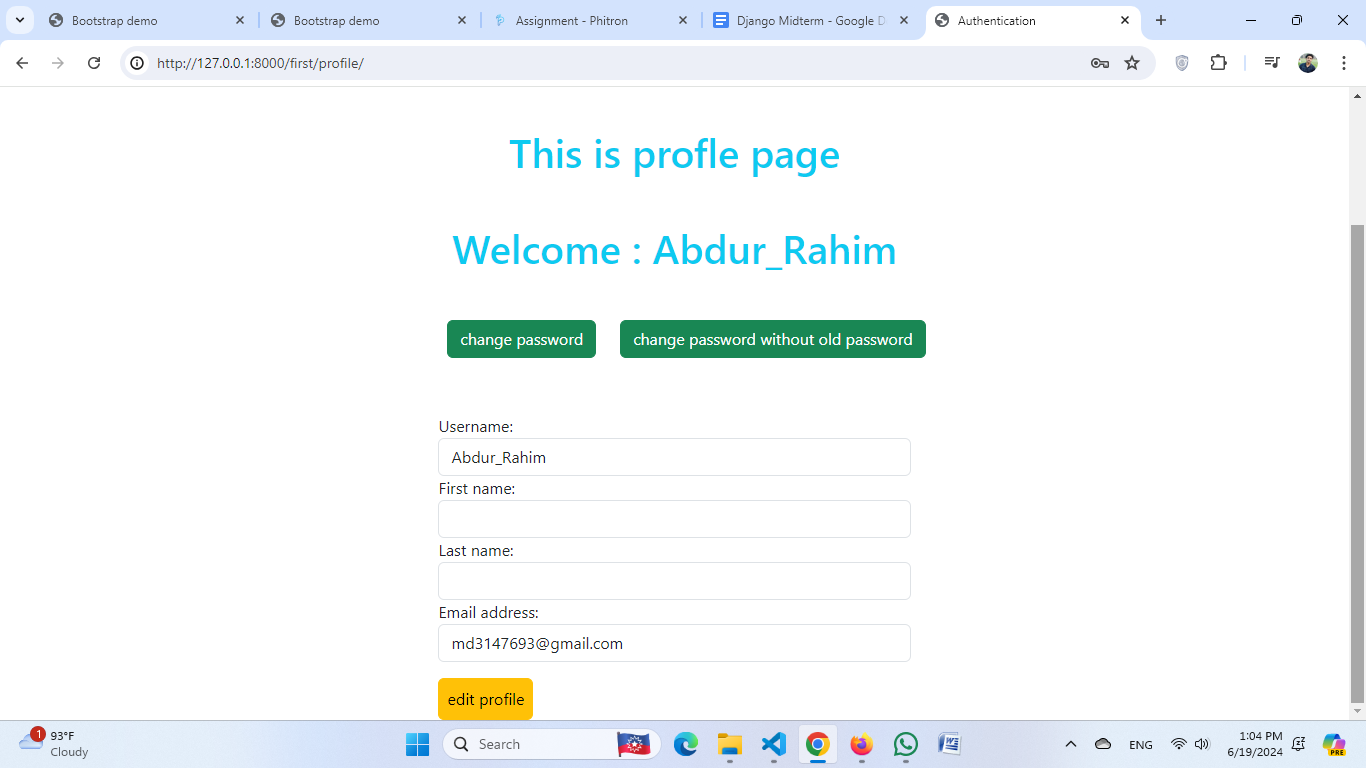 Bootstrap demo
Bootstrap demo
Assignment - Phitron
Django Midterm - Google D
Authentication
http://127.0.0.1:8000/first/profile/
This is profle page
Welcome : Abdur_Rahim
change password
change password without old password
Username:
Abdur_Rahim
First name:
Last name:
Email address:
md3147693@gmail.com
edit profile
1
93°F
Cloudy
Search
ENG
1:04 PM
6/19/2024
PRE